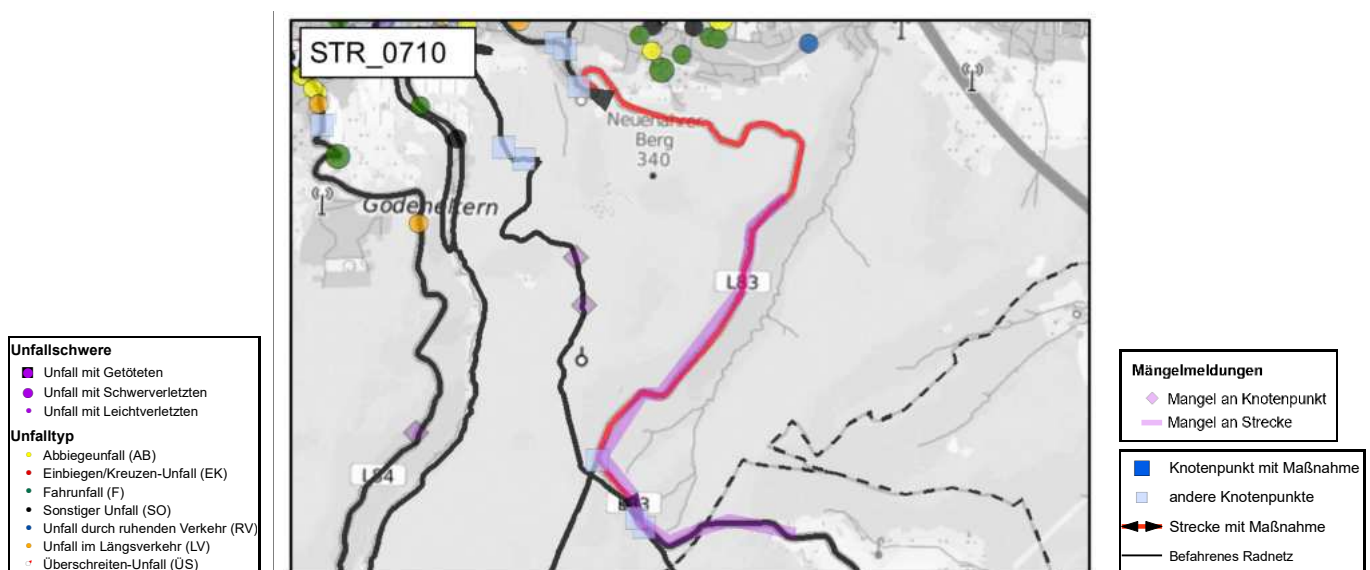 STR_0710
Neuenahrer
Berg
340
Godeneltern
L83
L84
L83
Unfallschwere
Unfall mit Getöteten
Unfall mit Schwerverletzten
Unfall mit Leichtverletzten
Unfalltyp
Abbiegeunfall (AB)
Einbiegen/Kreuzen-Unfall (EK)
Fahrunfall (F)
Sonstiger Unfall (SO)
Unfall durch ruhenden Verkehr (RV)
Unfall im Längsverkehr (LV)
Überschreiten-Unfall (ÜS)
Mängelmeldungen
Mangel an Knotenpunkt
Mangel an Strecke
Knotenpunkt mit Maßnahme
andere Knotenpunkte
Strecke mit Maßnahme
Befahrenes Radnetz